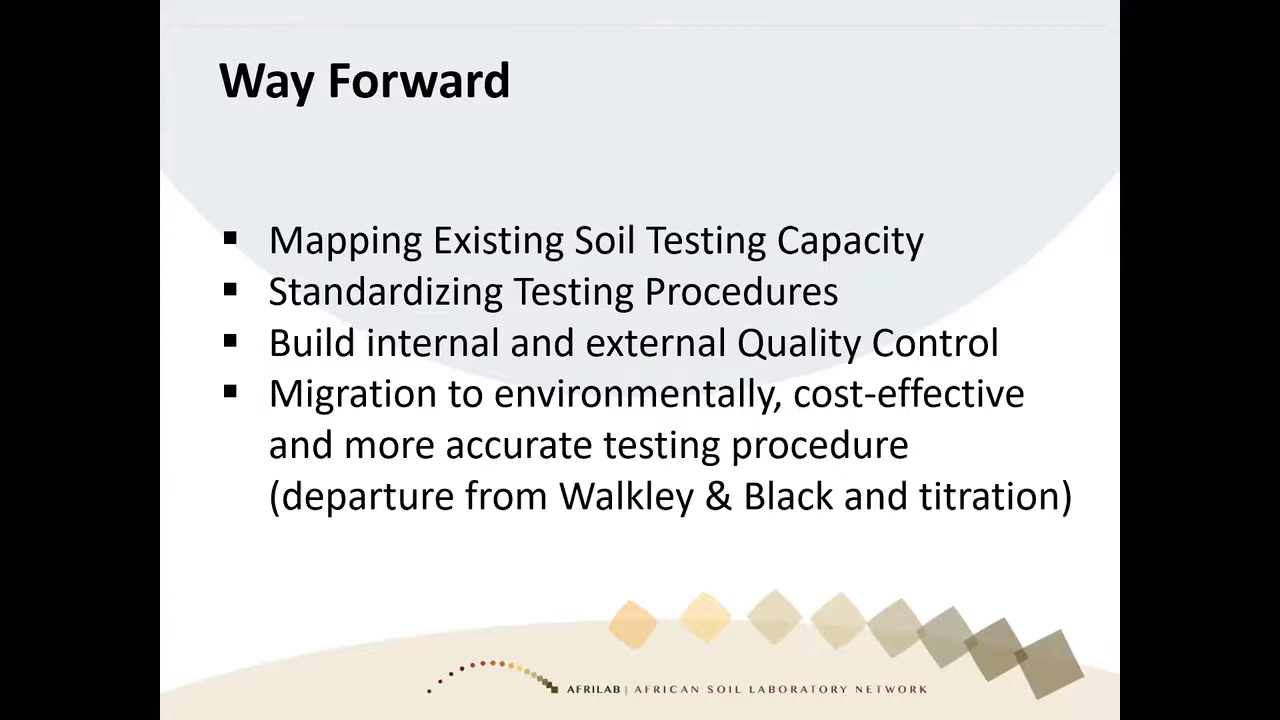 Way Forward
▪ Mapping Existing Soil Testing Capacity
▪ Standardizing Testing Procedures
▪ Build internal and external Quality Control
▪ Migration to environmentally, cost-effective
and more accurate testing procedure
(departure from Walkley & Black and titration)
AFRILAB | AFRICAN SOIL LABORATORY NETWORK